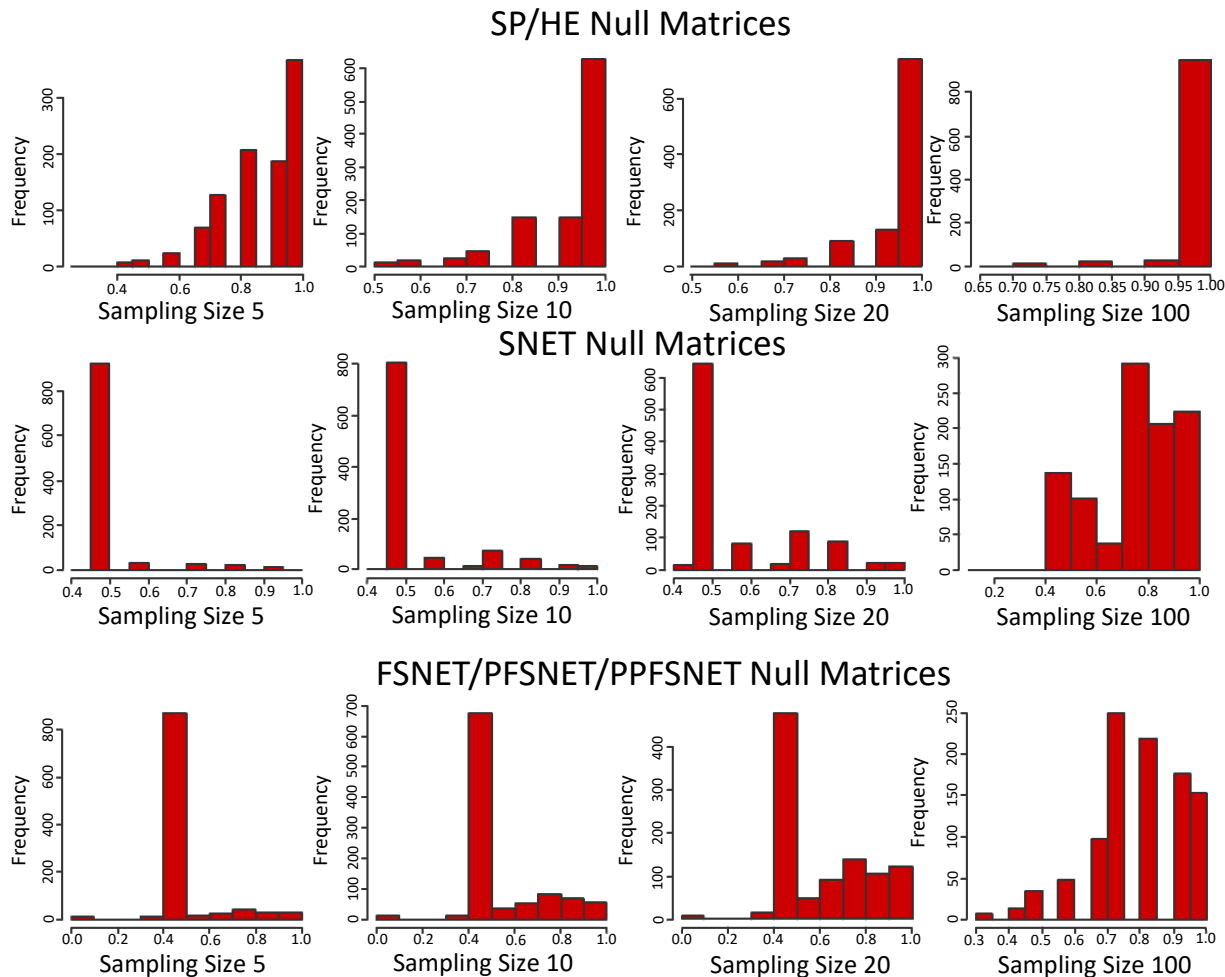 SP/HE Null Matrices
Frequency
0 100 200 300
0.4 0.6 0.8 1.0
Sampling Size 5
Frequency
0 100 200 300 400 500 600
0.5 0.6 0.7 0.8 0.9 1.0
Sampling Size 10
Frequency
0 200 400 600
0.5 0.6 0.7 0.8 0.9 1.0
Sampling Size 20
Frequency
0 200 400 600 800
0.65 0.70 0.75 0.80 0.85 0.90 0.95 1.00
Sampling Size 100
SNET Null Matrices
Frequency
0 200 400 600 800
0.4 0.5 0.6 0.7 0.8 0.9 1.0
Sampling Size 5
Frequency
0 200 400 600 800
0.4 0.5 0.6 0.7 0.8 0.9 1.0
Sampling Size 10
Frequency
0 100 200 300 400 500 600
0.4 0.5 0.6 0.7 0.8 0.9 1.0
Sampling Size 20
Frequency
0 50 100 150 200 250 300
0.2 0.4 0.6 0.8 1.0
Sampling Size 100
FSNET/PFSNET/PPFSNET Null Matrices
Frequency
0 200 400 600 800
0.0 0.2 0.4 0.6 0.8 1.0
Sampling Size 5
Frequency
0 100 200 300 400 500 600 700
0.0 0.2 0.4 0.6 0.8 1.0
Sampling Size 10
Frequency
0 100 200 300 400
0.0 0.2 0.4 0.6 0.8 1.0
Sampling Size 20
Frequency
0 50 100 150 200 250
0.3 0.4 0.5 0.6 0.7 0.8 0.9 1.0
Sampling Size 100